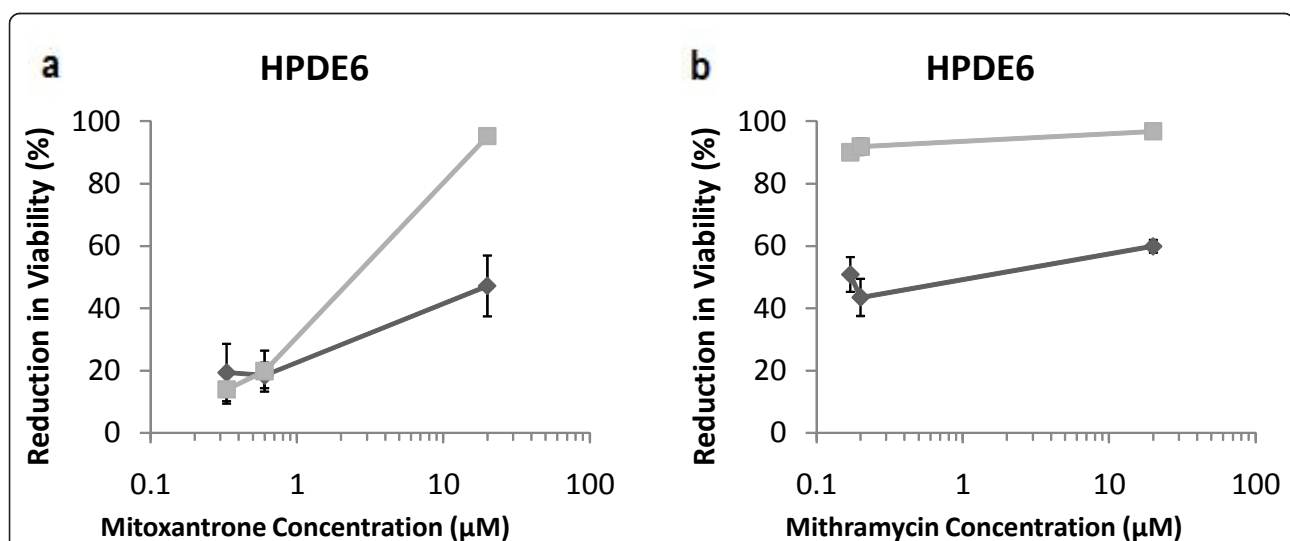 a
HPDE6
Reduction in Viability (%)
100
80
60
40
20
0
0.1
1
10
100
Mitoxantrone Concentration (µM)
b
HPDE6
Reduction in Viability (%)
100
80
60
40
20
0
0.1
1
10
100
Mithramycin Concentration (µM)